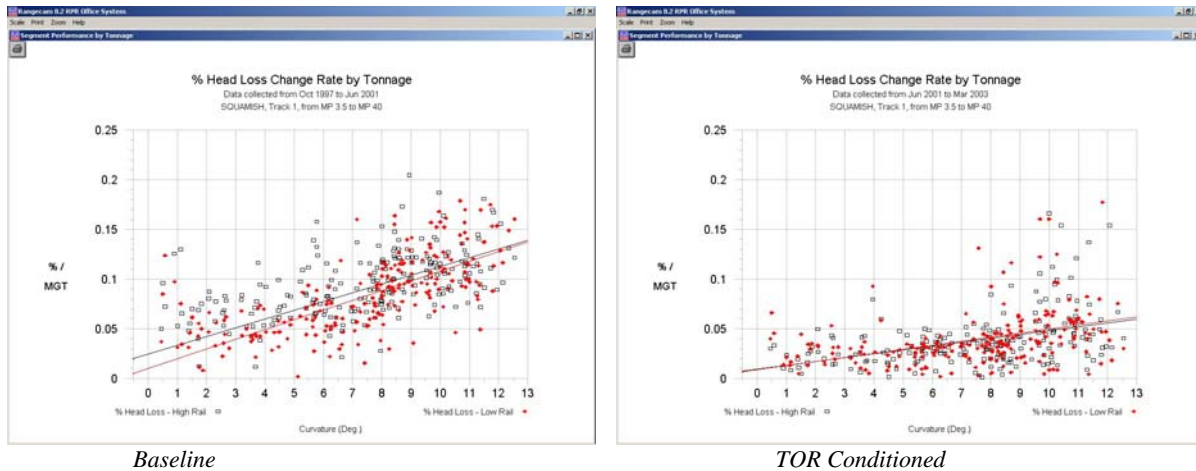 Rangecam 8.2 RPR Office System
Scale Print Zoom Help
Segment Performance by Tonnage
% Head Loss Change Rate by Tonnage
Data collected from Oct 1997 to Jun 2001
SQUAMISH, Track 1, from MP 3.5 to MP 40
0.25
0.2
0.15
% /
0.1
MGT
0.05
0
0 1 2 3 4 5 6 7 8 9 10 11 12 13
% Head Loss - High Rail % Head Loss - Low Rail
Curvature (Deg.)
Baseline
Rangecam 8.2 RPR Office System
Scale Print Zoom Help
Segment Performance by Tonnage
% Head Loss Change Rate by Tonnage
Data collected from Jun 2001 to Mar 2003
SQUAMISH, Track 1, from MP 3.5 to MP 40
0.25
0.2
0.15
% /
0.1
MGT
0.05
0
0 1 2 3 4 5 6 7 8 9 10 11 12 13
% Head Loss - High Rail % Head Loss - Low Rail
Curvature (Deg.)
TOR Conditioned